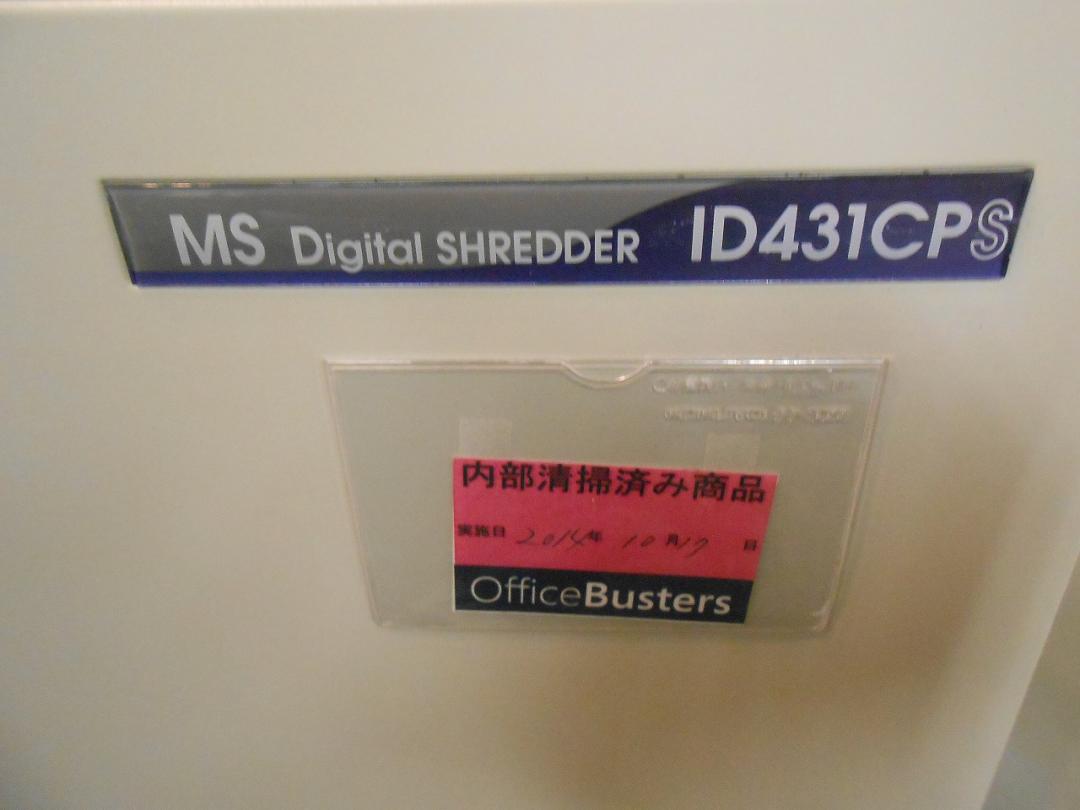 MS Digital SHREDDER ID431CPS
内部清掃済み商品
実施日 2014年 10月17日
OfficeBusters